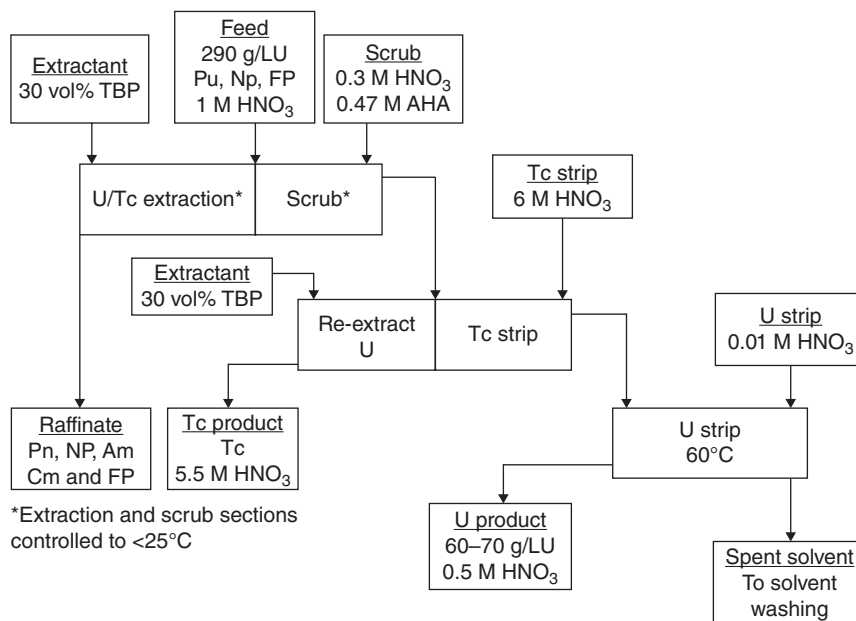 Extractant
30 vol% TBP
Feed
290 g/LU
Pu, Np, FP
1 M HNO₃
Scrub
0.3 M HNO₃
0.47 M AHA
U/Tc extraction*
Scrub*
Tc strip
6 M HNO₃
Extractant
30 vol% TBP
Re-extract
U
Tc strip
U strip
0.01 M HNO₃
Raffinate
Pn, NP, Am
Cm and FP
Tc product
Tc
5.5 M HNO₃
U strip
60°C
*Extraction and scrub sections
controlled to <25°C
U product
60–70 g/LU
0.5 M HNO₃
Spent solvent
To solvent
washing